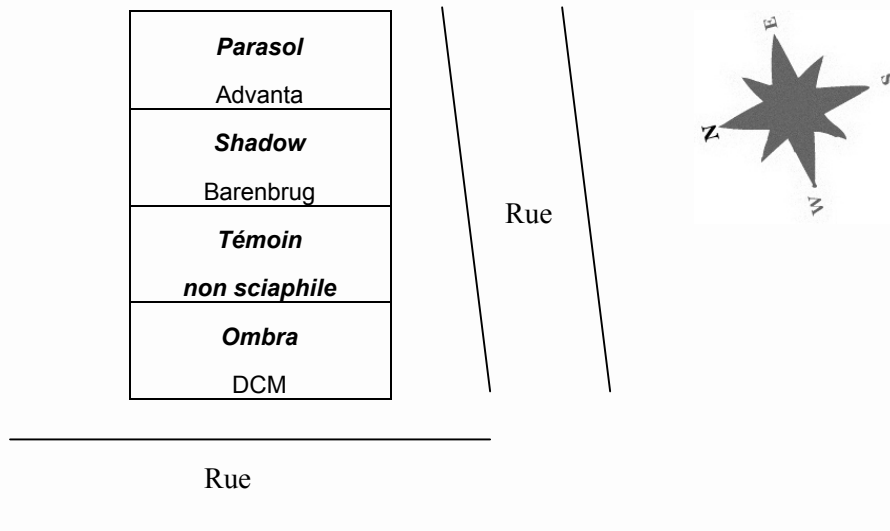 Parasol
Advanta
Shadow
Barenbrug
Témoin
non sciaphile
Ombra
DCM
Rue
Rue
E
S
N
W